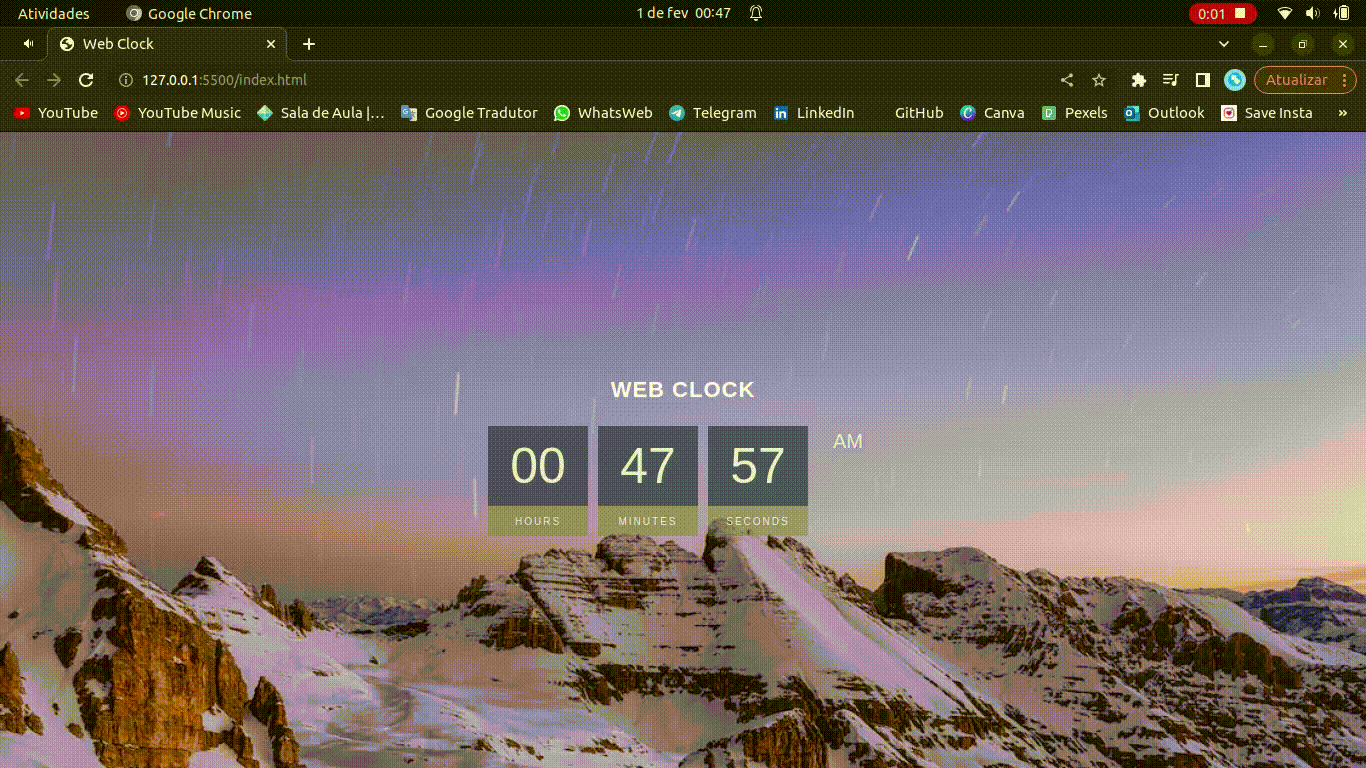 Atividades Google Chrome 1 de fev 00:47 0:01
Web Clock
127.0.0.1:5500/index.html Atualizar
YouTube YouTube Music Sala de Aula |... Google Tradutor WhatsWeb Telegram LinkedIn GitHub Canva Pexels Outlook Save Insta »
WEB CLOCK
00 47 57 AM
HOURS MINUTES SECONDS